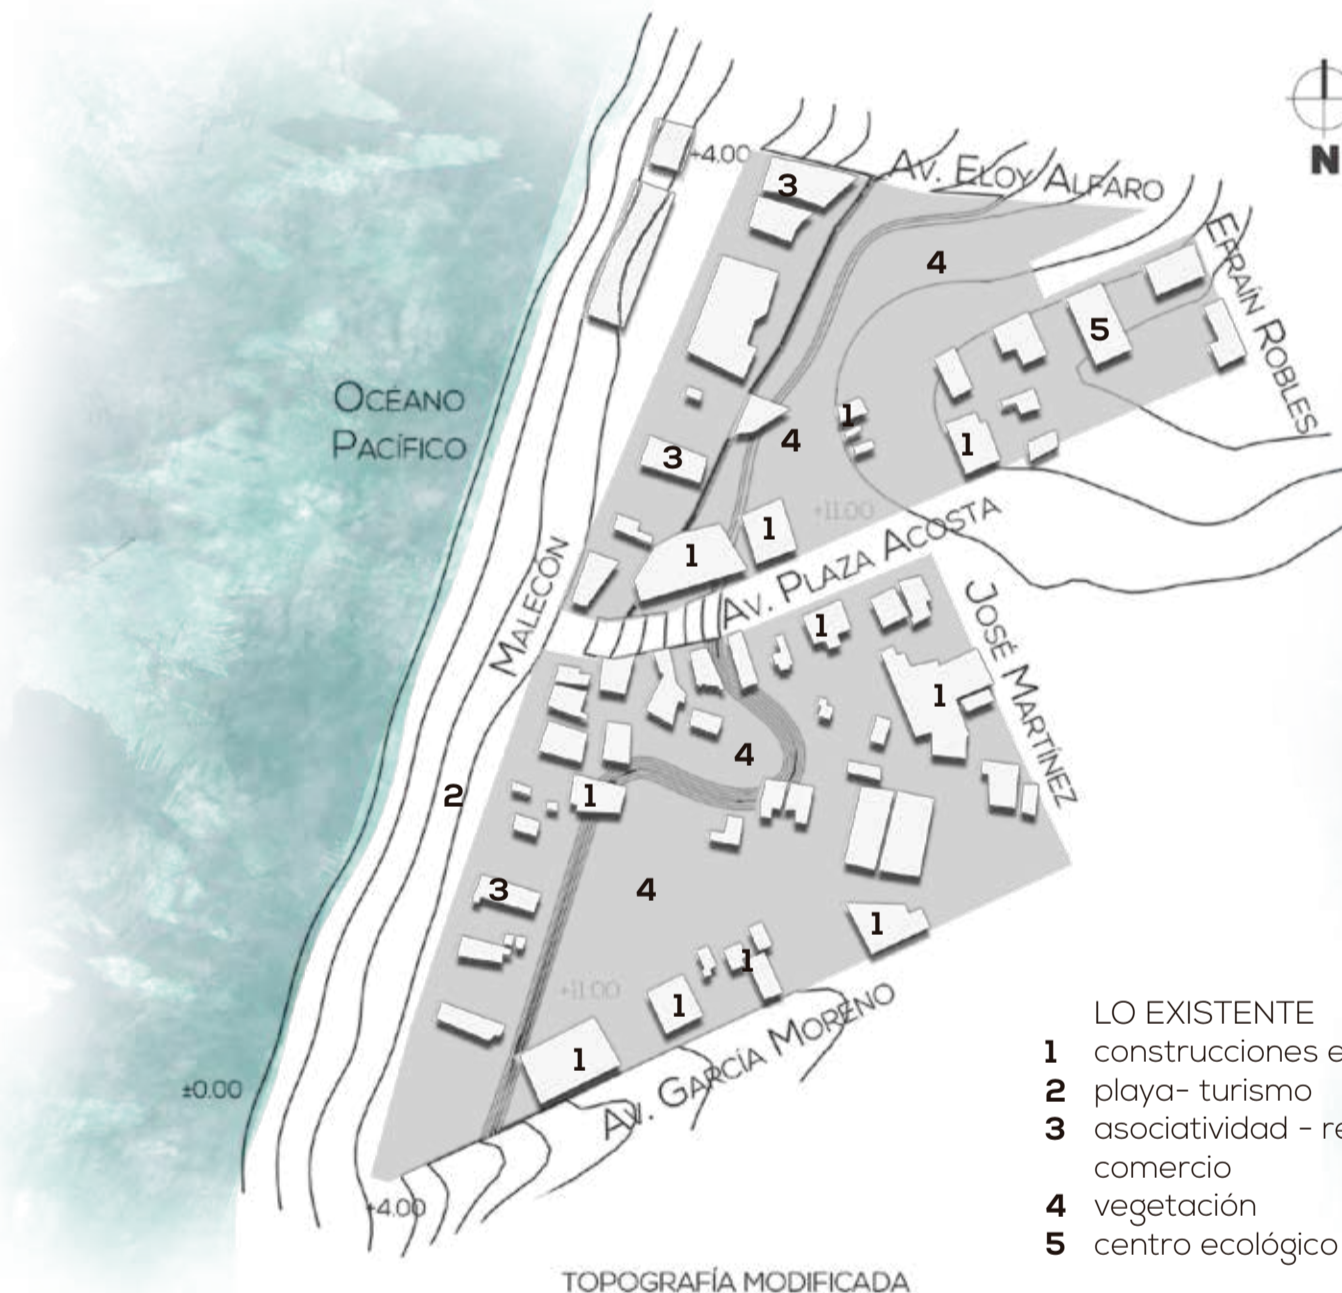 +4.00
AV. ELOY ALFARO
N
EFRAÍN ROBLES
3
4
5
OCÉANO
PACÍFICO
1
4
1
3
+11.00
1
1
AV. PLAZA ACOSTA
MALECÓN
JOSÉ MARTÍNEZ
1
1
4
2
1
3
4
1
1
+11.00
1
1
AV. GARCÍA MORENO
±0.00
+4.00
LO EXISTENTE
1 construcciones e
2 playa- turismo
3 asociatividad - re
comercio
4 vegetación
5 centro ecológico
TOPOGRAFÍA MODIFICADA